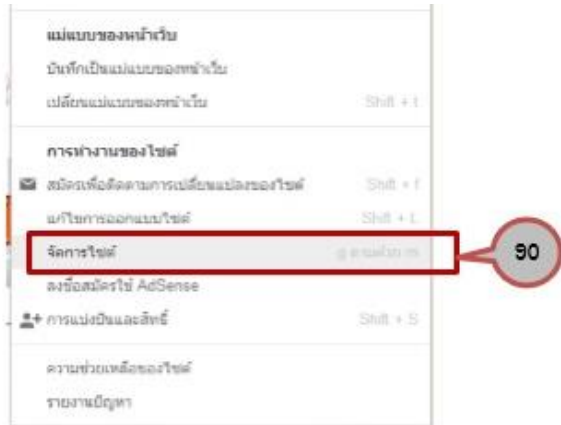 แม่แบบของหน้าเว็บ
บันทึกเป็นแม่แบบของหน้าเว็บ
เปลี่ยนแม่แบบของหน้าเว็บ Shift + t
การทำงานของไซต์
สมัครเพื่อติดตามการเปลี่ยนแปลงของไซต์ Shift + f
แก้ไขการออกแบบไซต์ Shift + L
จัดการไซต์ g ตามด้วย m
ลงชื่อสมัครใช้ AdSense
การแบ่งปันและสิทธิ์ Shift + S
ความช่วยเหลือของไซต์
รายงานปัญหา
90